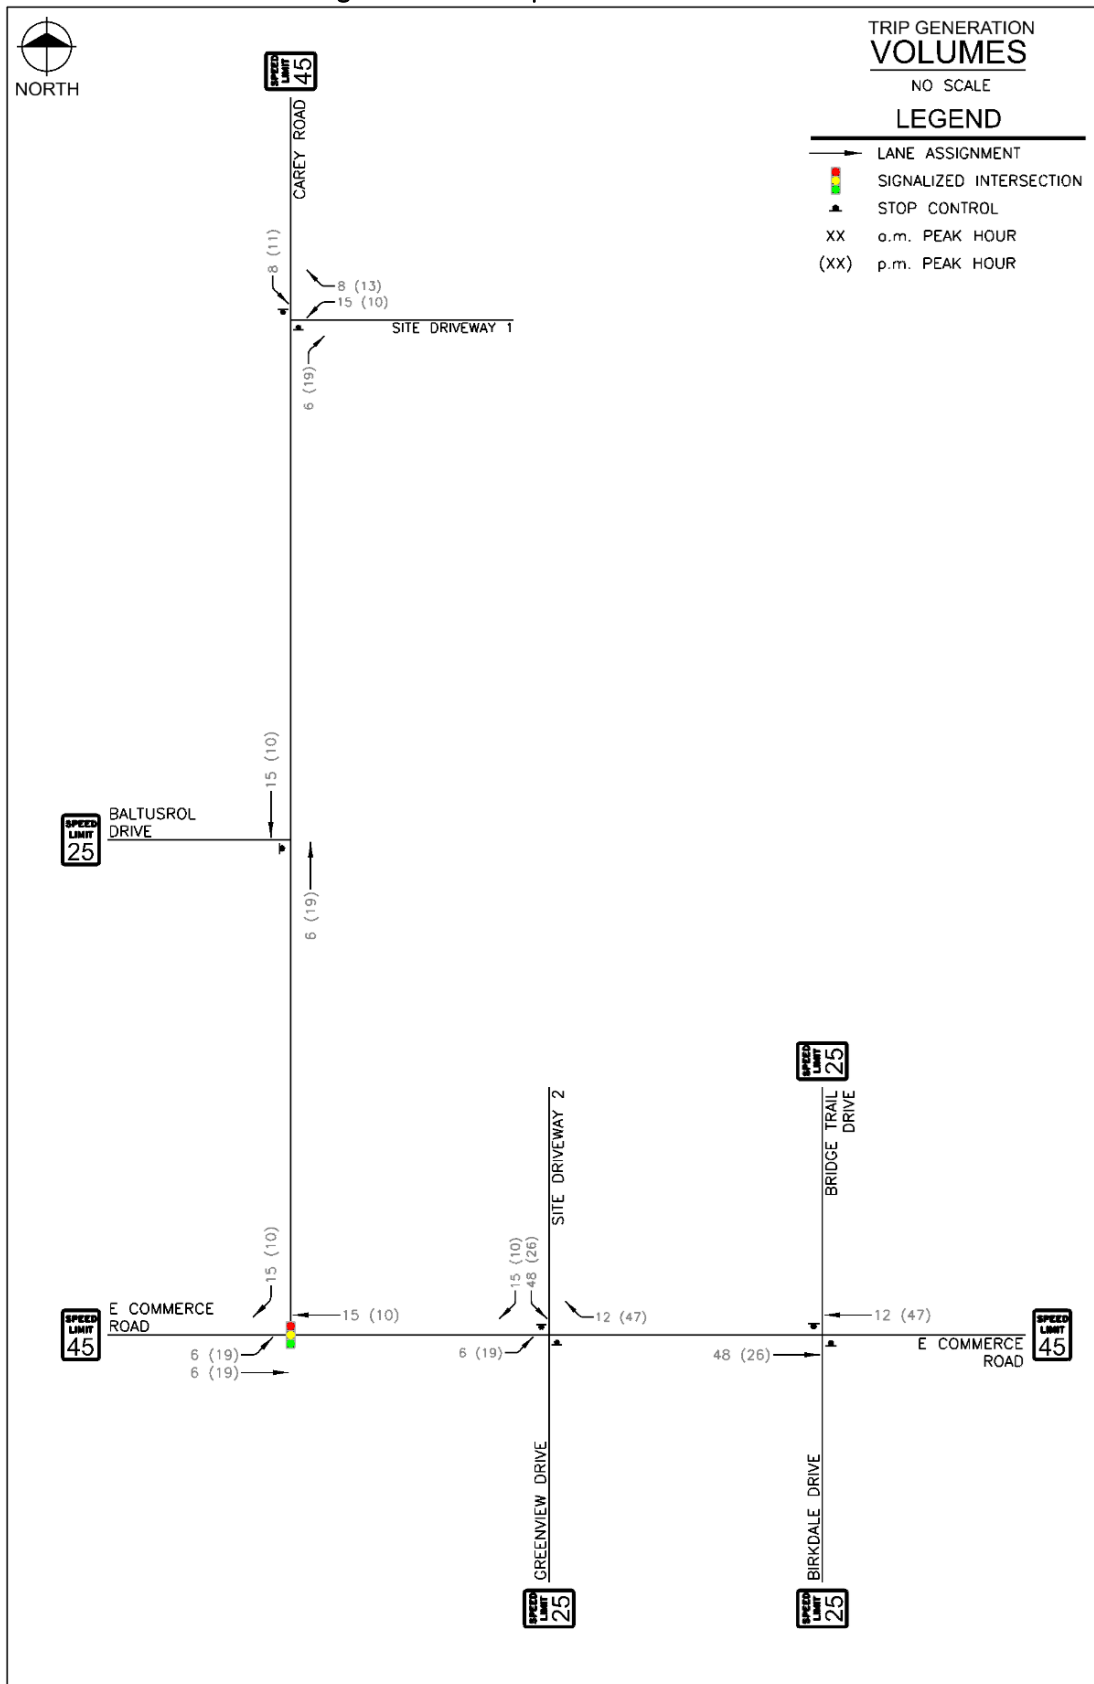 NORTH
TRIP GENERATION
VOLUMES
NO SCALE
LEGEND
LANE ASSIGNMENT
SIGNALIZED INTERSECTION
STOP CONTROL
XX a.m. PEAK HOUR
(XX) p.m. PEAK HOUR
SPEED
LIMIT
45
CAREY ROAD
8 (11)
8 (13)
15 (10)
SITE DRIVEWAY 1
6 (19)
15 (10)
BALTUSROL
DRIVE
SPEED
LIMIT
25
6 (19)
SPEED
LIMIT
25
BRIDGE TRAIL
DRIVE
SITE DRIVEWAY 2
15 (10)
15 (10)
48 (26)
E COMMERCE
ROAD
SPEED
LIMIT
45
15 (10)
12 (47)
12 (47)
6 (19)
6 (19)
6 (19)
48 (26)
E COMMERCE
ROAD
SPEED
LIMIT
45
GREENVIEW DRIVE
BIRKDALE DRIVE
SPEED
LIMIT
25
SPEED
LIMIT
25